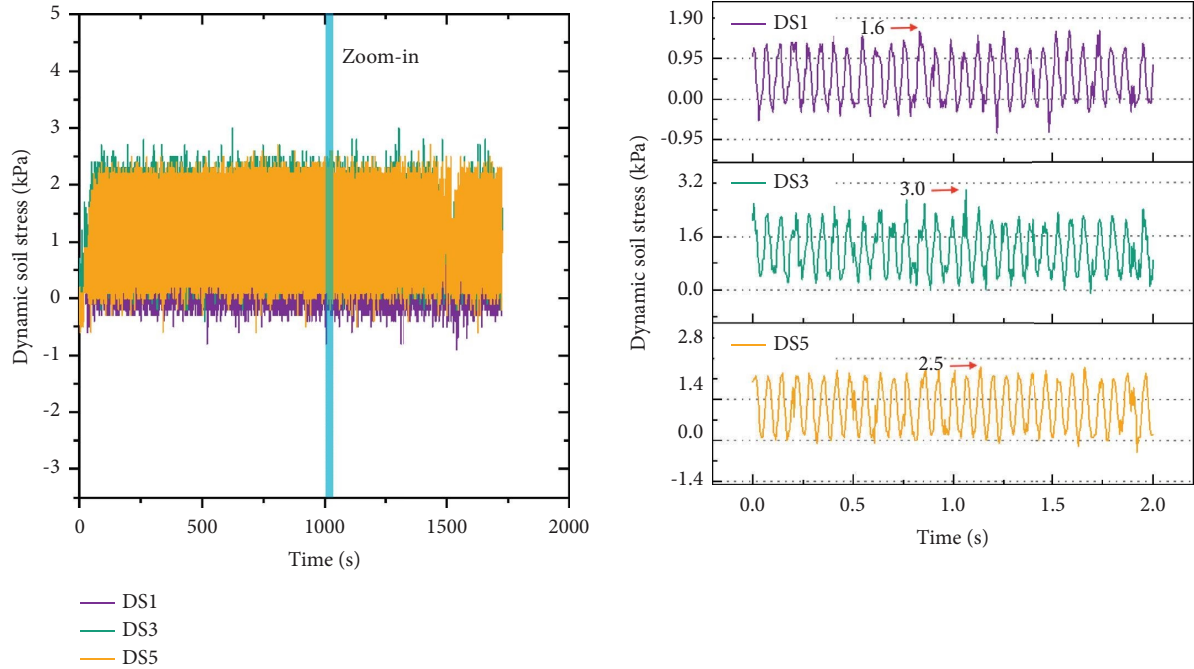 5
4
3
2
1
0
-1
-2
-3
Dynamic soil stress (kPa)
Zoom-in
0 500 1000 1500 2000
Time (s)
DS1
DS3
DS5
1.90
0.95
0.00
-0.95
DS1
1.6
3.2
1.6
0.0
DS3
3.0
2.8
1.4
0.0
-1.4
DS5
2.5
Dynamic soil stress (kPa)
0.0 0.5 1.0 1.5 2.0
Time (s)